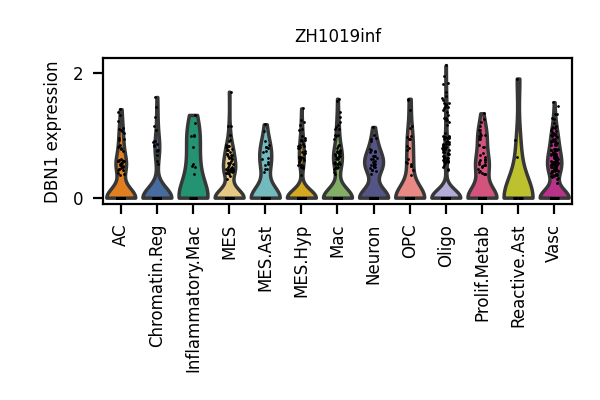 ZH1019inf
DBN1 expression
2
0
AC
Chromatin.Reg
Inflammatory.Mac
MES
MES.Ast
MES.Hyp
Mac
Neuron
OPC
Oligo
Prolif.Metab
Reactive.Ast
Vasc